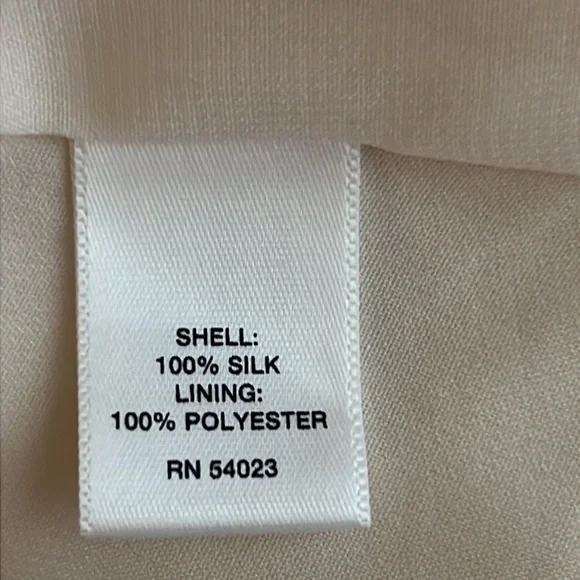 SHELL:
100% SILK
LINING:
100% POLYESTER
RN 54023